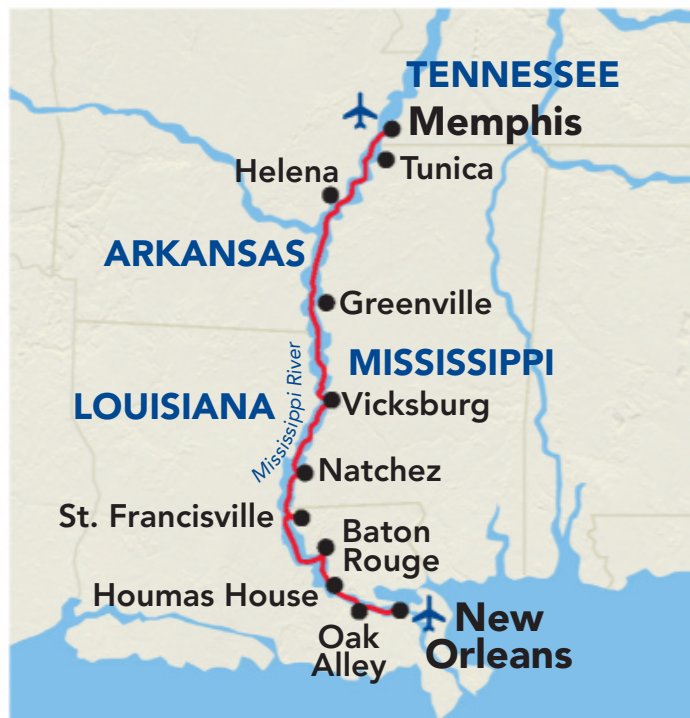 TENNESSEE
Memphis
Tunica
Helena
ARKANSAS
Greenville
Mississippi River
MISSISSIPPI
LOUISIANA
Vicksburg
Natchez
St. Francisville
Baton
Rouge
Houmas House
Oak
Alley
New
Orleans